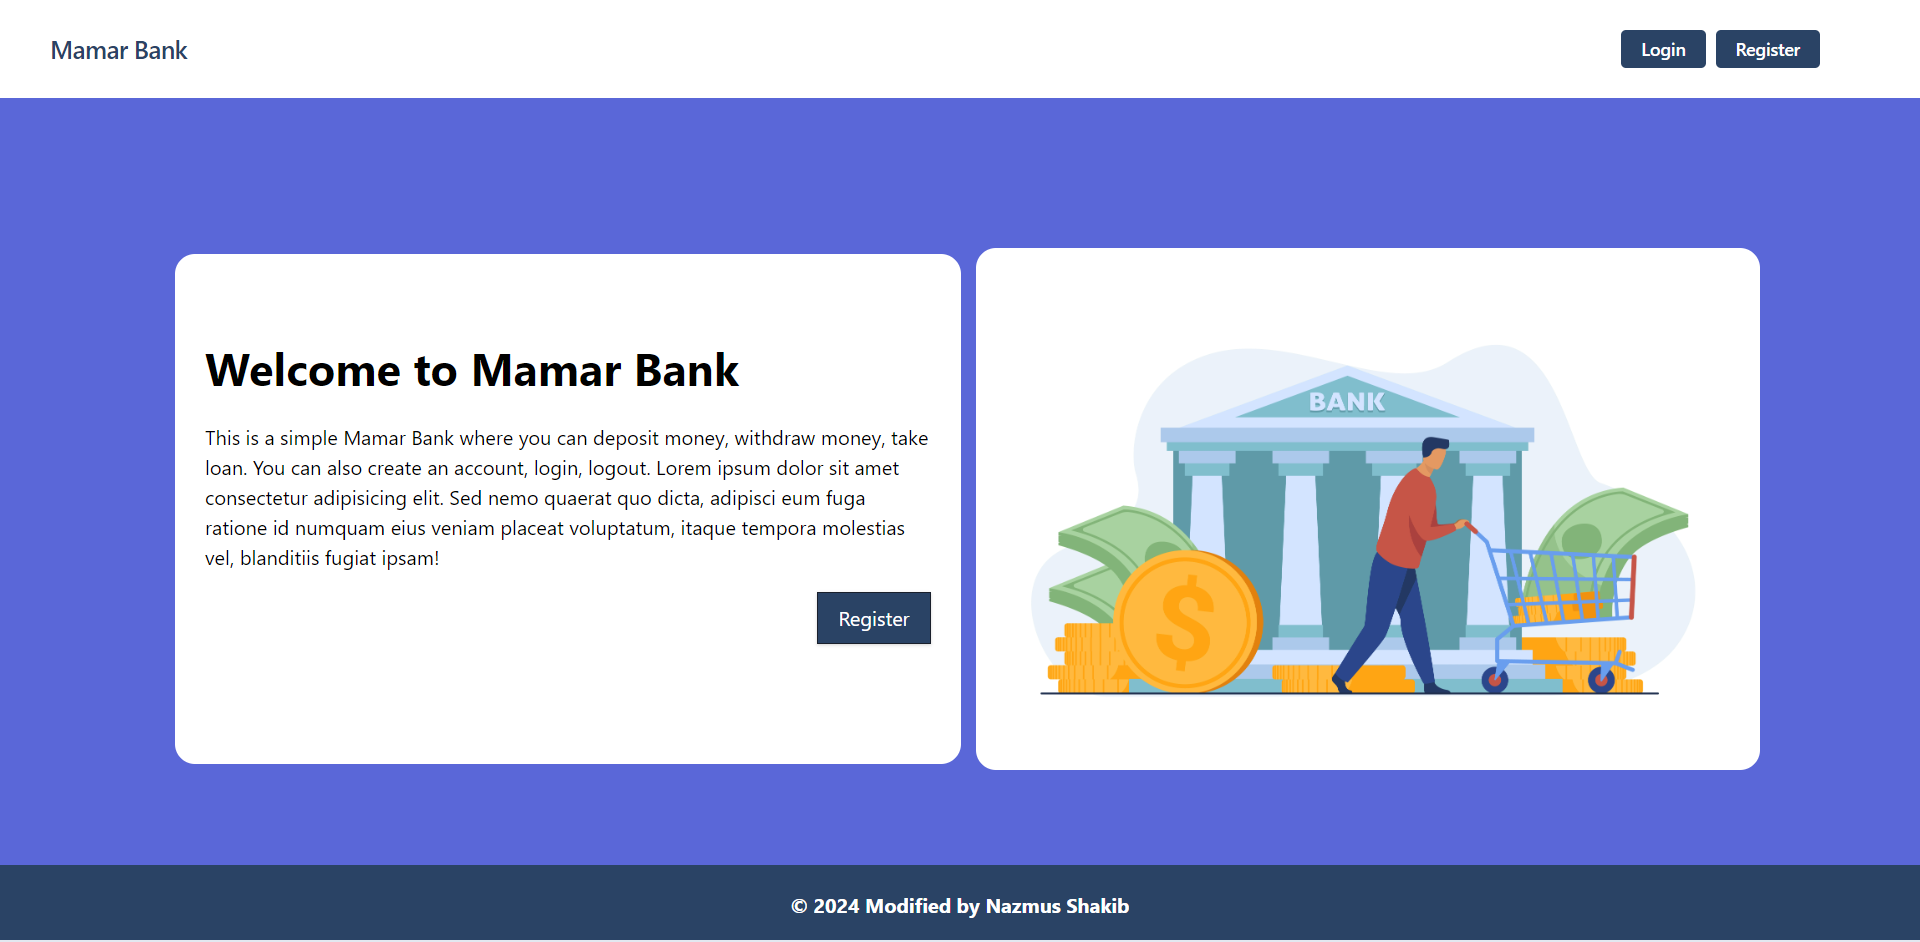 Mamar Bank
Login
Register
Welcome to Mamar Bank
This is a simple Mamar Bank where you can deposit money, withdraw money, take
loan. You can also create an account, login, logout. Lorem ipsum dolor sit amet
consectetur adipisicing elit. Sed nemo quaerat quo dicta, adipisci eum fuga
ratione id numquam eius veniam placeat voluptatum, itaque tempora molestias
vel, blanditiis fugiat ipsam!
Register
BANK
$
© 2024 Modified by Nazmus Shakib